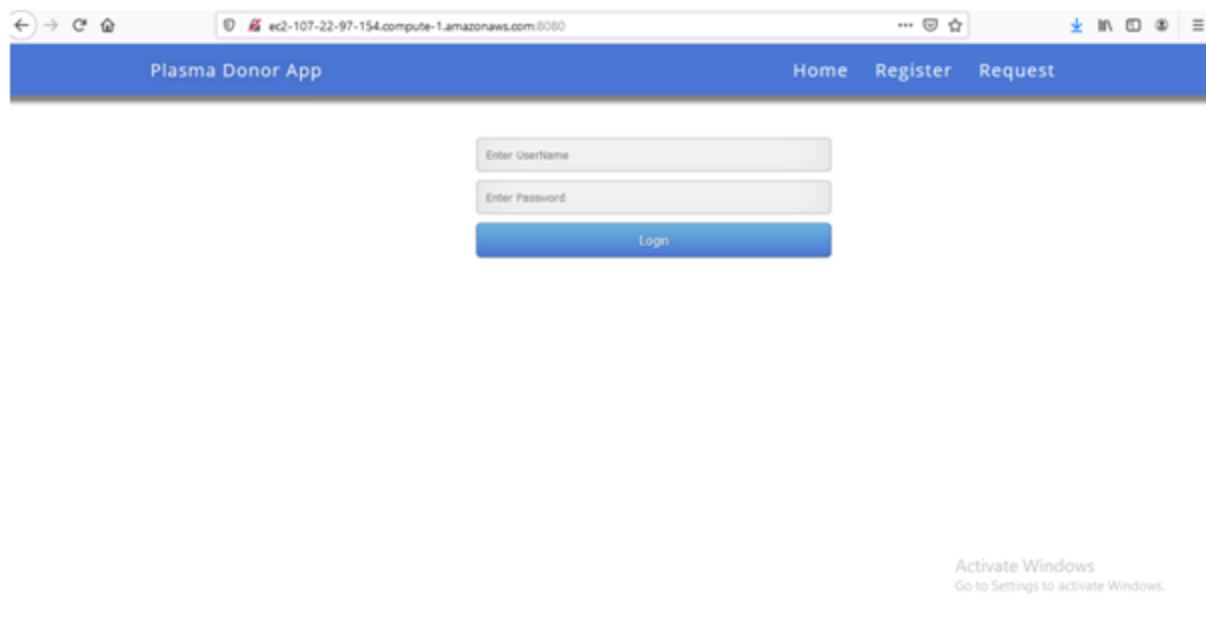 ec2-107-22-97-154.compute-1.amazonaws.com:8080
Plasma Donor App Home Register Request
Enter UserName
Enter Password
Login
Activate Windows
Go to Settings to activate Windows.